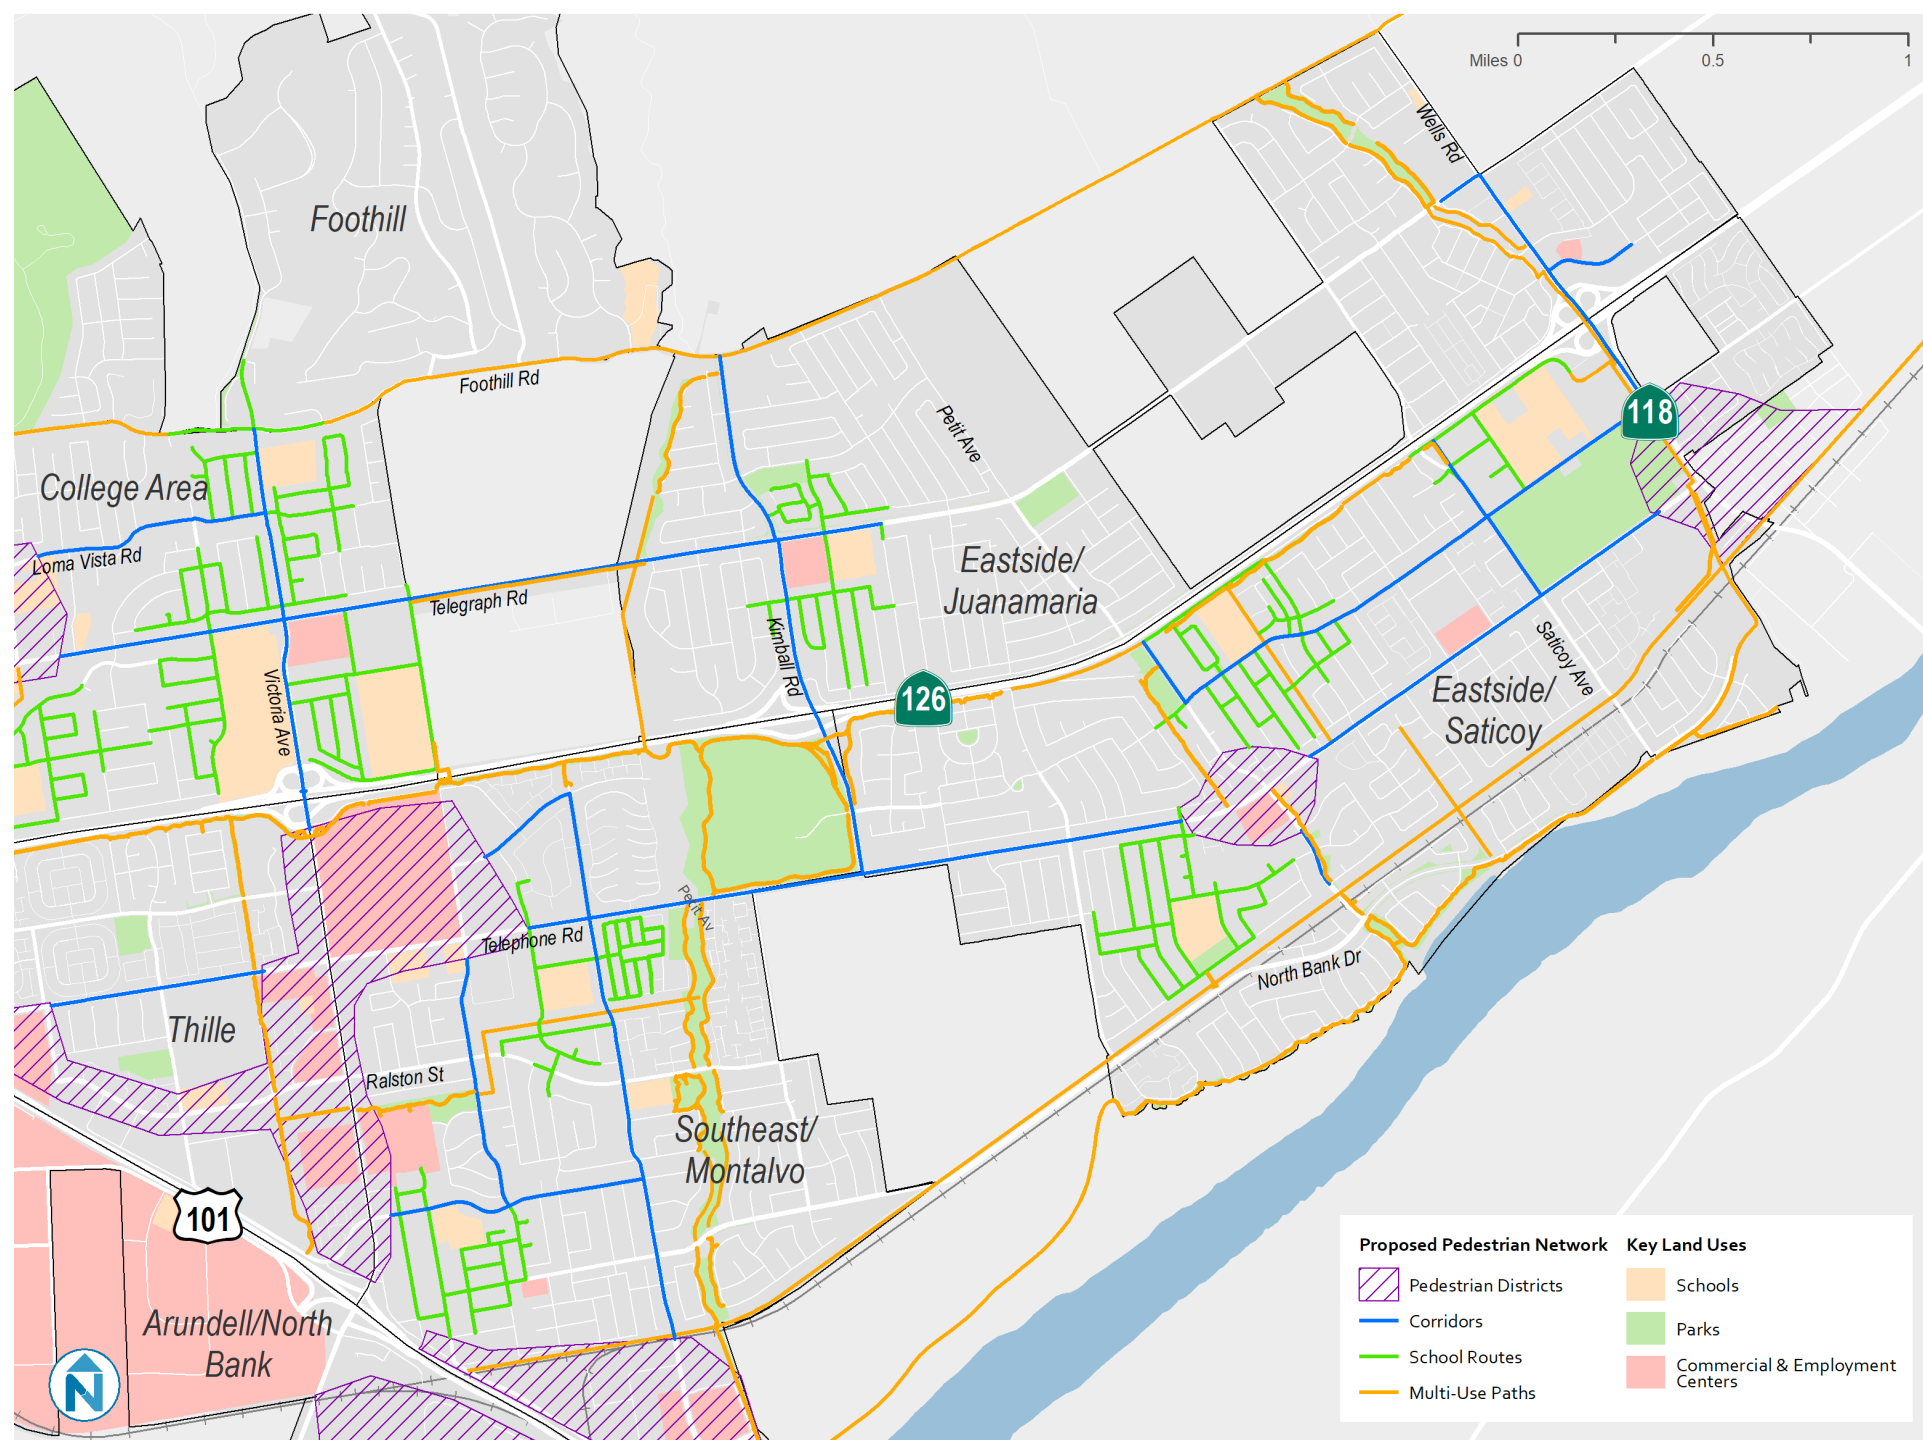 Miles 0
0.5
1
Wells Rd
Foothill
118
Foothill Rd
Petit Ave
College Area
Loma Vista Rd
Eastside/
Juanamaria
Telegraph Rd
Kimball Rd
Saticoy Ave
Victoria Ave
126
Eastside/
Saticoy
Petit Av
Telephone Rd
North Bank Dr
Thille
Ralston St
Southeast/
Montalvo
101
Arundell/North
Bank
N
Proposed Pedestrian Network
Pedestrian Districts
Corridors
School Routes
Multi-Use Paths
Key Land Uses
Schools
Parks
Commercial & Employment
Centers